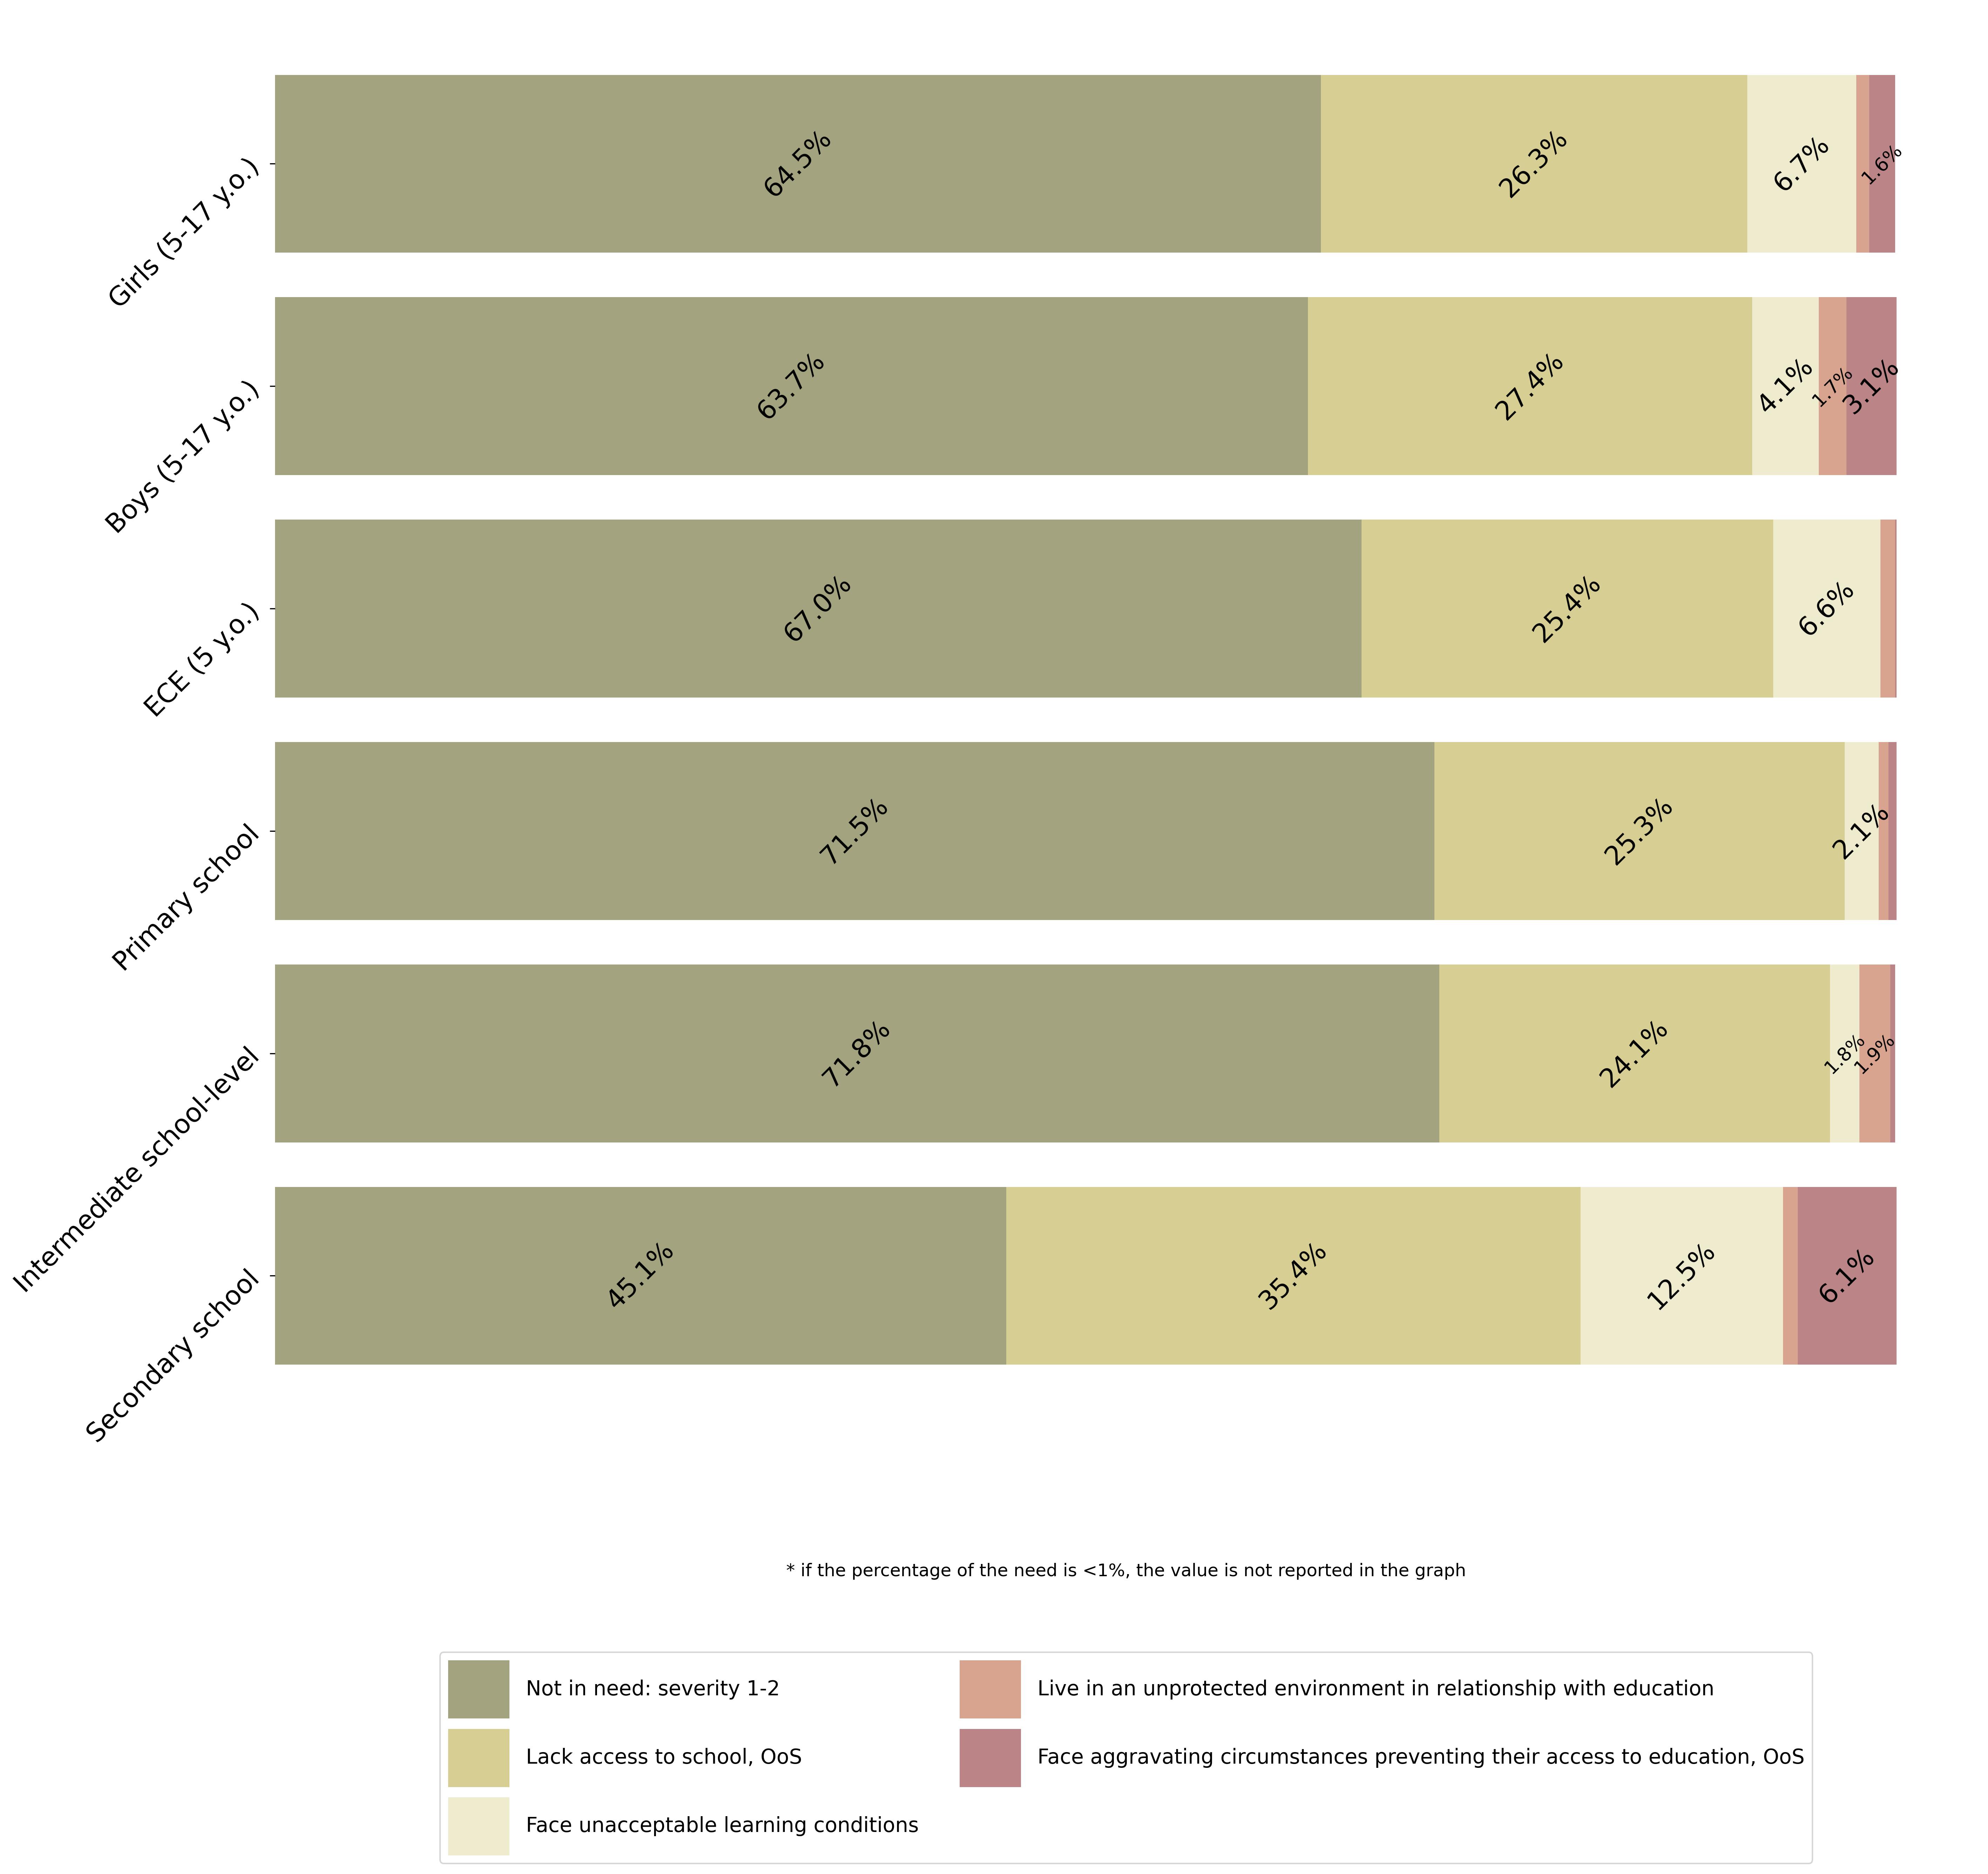 Girls (5-17 y.o.)
64.5%
26.3%
6.7%
1.6%
Boys (5-17 y.o.)
63.7%
27.4%
4.1%
1.7%
3.1%
ECE (5 y.o.)
67.0%
25.4%
6.6%
Primary school
71.5%
25.3%
2.1%
Intermediate school-level
71.8%
24.1%
1.8%
1.9%
Secondary school
45.1%
35.4%
12.5%
6.1%
* if the percentage of the need is <1%, the value is not reported in the graph
Not in need: severity 1-2
Lack access to school, OoS
Face unacceptable learning conditions
Live in an unprotected environment in relationship with education
Face aggravating circumstances preventing their access to education, OoS